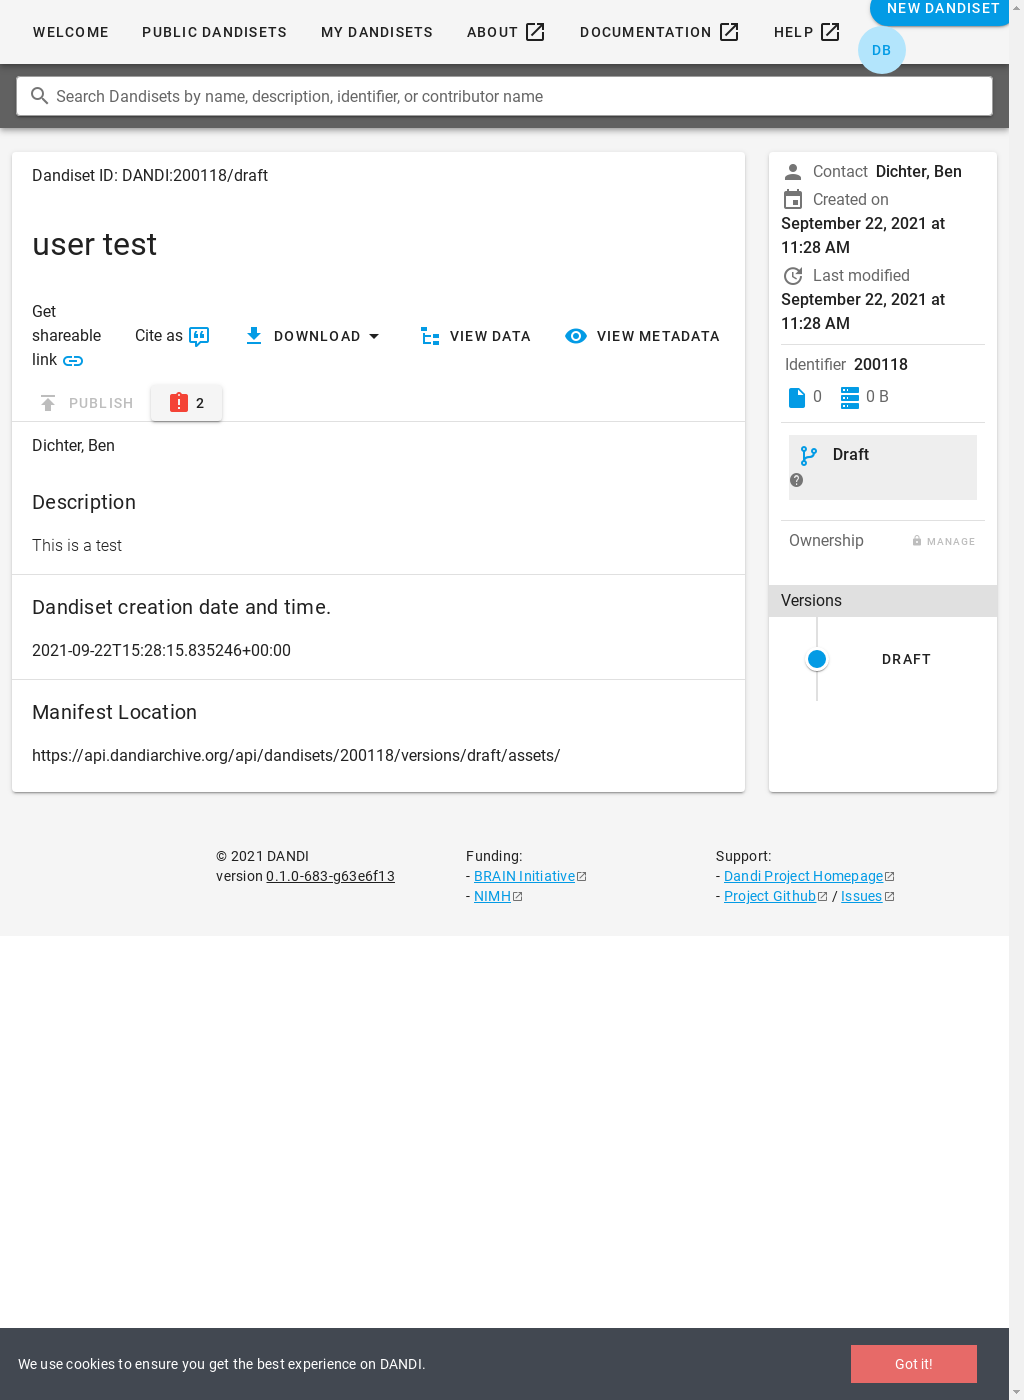 NEW DANDISET
WELCOME PUBLIC DANDISETS MY DANDISETS ABOUT DOCUMENTATION HELP
DB
Search Dandisets by name, description, identifier, or contributor name
Dandiset ID: DANDI:200118/draft
user test
Get
shareable
link
Cite as
DOWNLOAD
VIEW DATA
VIEW METADATA
PUBLISH
2
Dichter, Ben
Description
This is a test
Dandiset creation date and time.
2021-09-22T15:28:15.835246+00:00
Manifest Location
https://api.dandiarchive.org/api/dandisets/200118/versions/draft/assets/
Contact Dichter, Ben
Created on
September 22, 2021 at
11:28 AM
Last modified
September 22, 2021 at
11:28 AM
Identifier 200118
0 0 B
Draft
Ownership MANAGE
Versions
DRAFT
© 2021 DANDI
version 0.1.0-683-g63e6f13
Funding:
- BRAIN Initiative
- NIMH
Support:
- Dandi Project Homepage
- Project Github / Issues
We use cookies to ensure you get the best experience on DANDI.
Got it!